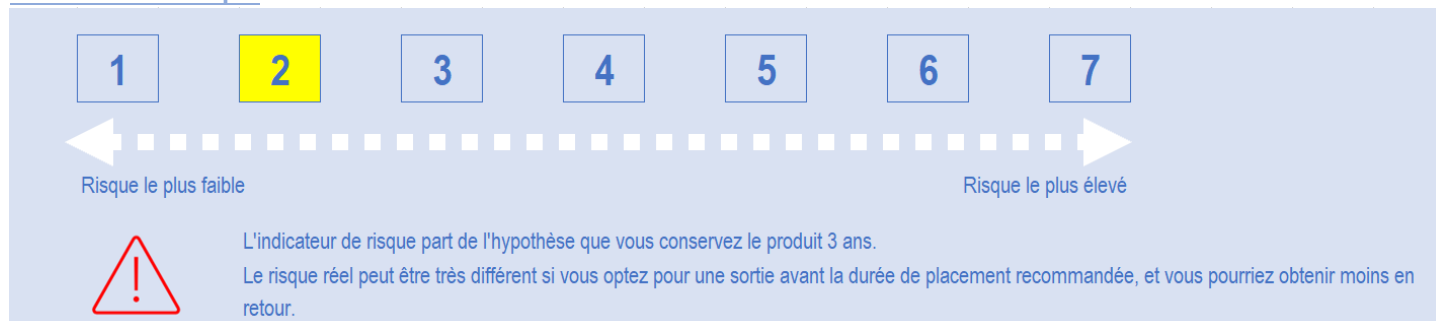 1 2 3 4 5 6 7
Risque le plus faible Risque le plus élevé
L'indicateur de risque part de l'hypothèse que vous conservez le produit 3 ans.
Le risque réel peut être très différent si vous optez pour une sortie avant la durée de placement recommandée, et vous pourriez obtenir moins en
retour.